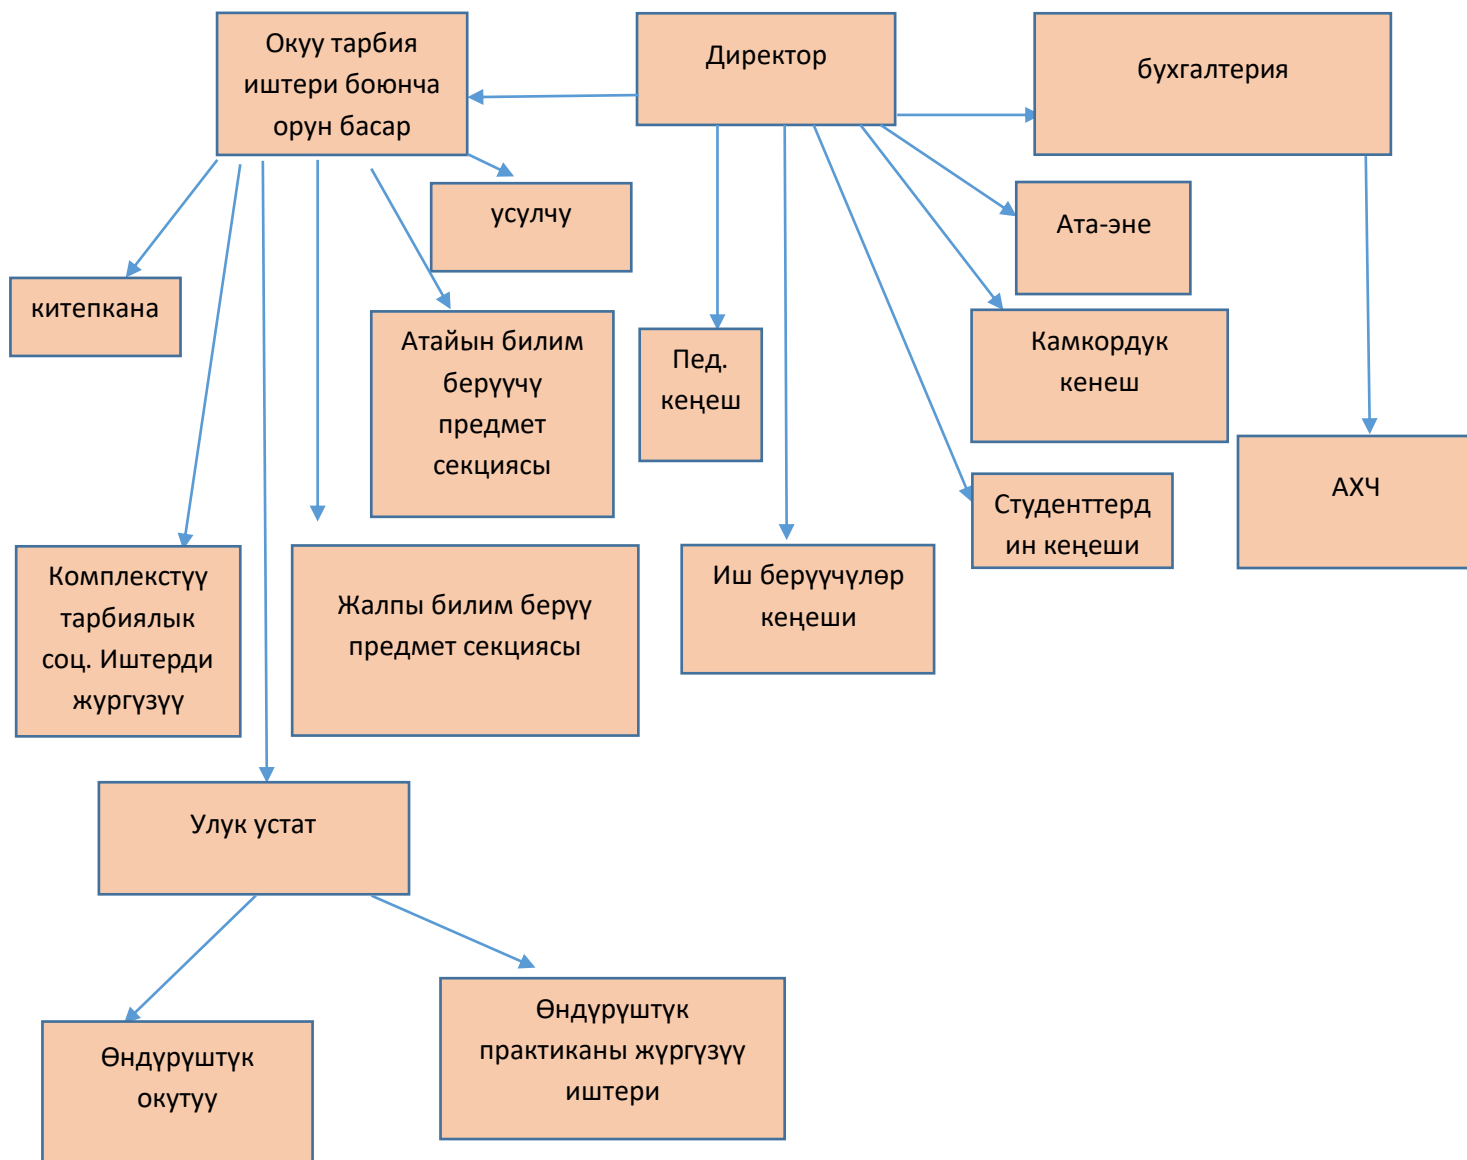 Окуу тарбия
иштери боюнча
орун басар
Директор
бухгалтерия
усулчу
Ата-эне
китепкана
Атайын билим
берүүчү
предмет
секциясы
Пед.
кеңеш
Камкордук
кенеш
АХЧ
Студенттерд
ин кеңеши
Комплекстүү
тарбиялык
соц. Иштерди
жургүзүү
Жалпы билим берүү
предмет секциясы
Иш берүүчүлөр
кеңеши
Улук устат
Өндүрүштүк
окутуу
Өндүрүштүк
практиканы жүргүзүү
иштери